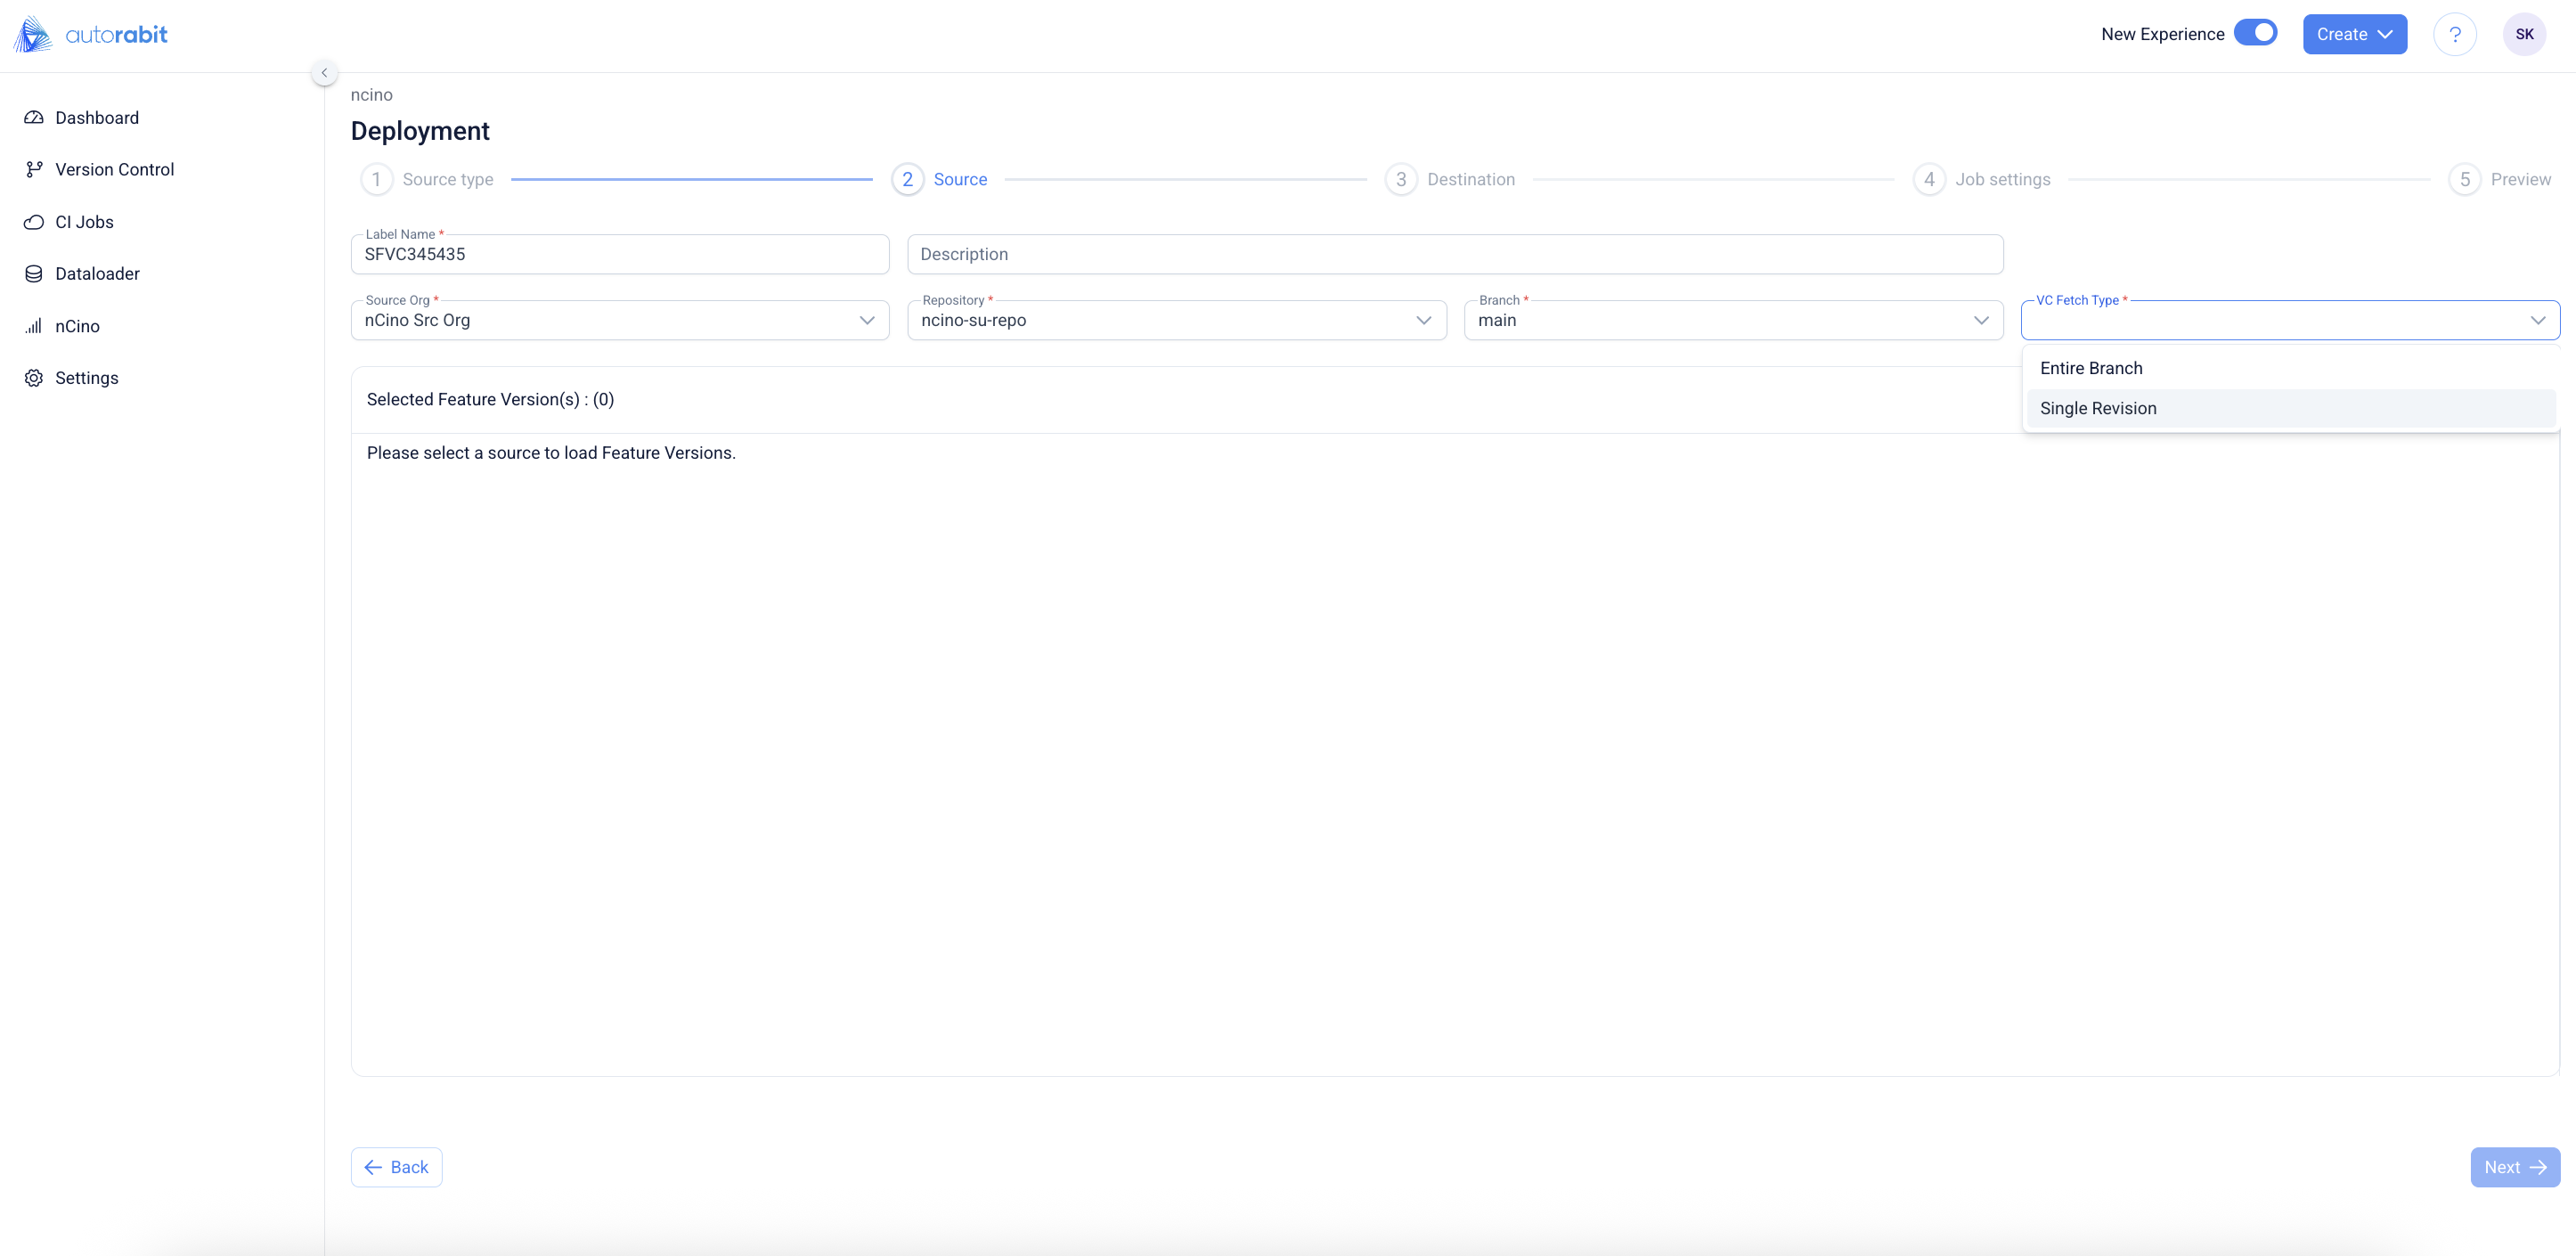 autorabit
New Experience
Create
?
SK
Dashboard
Version Control
CI Jobs
Dataloader
nCino
Settings
ncino
Deployment
1 Source type
2 Source
3 Destination
4 Job settings
5 Preview
Label Name *
SFVC345435
Description
Source Org *
nCino Src Org
Repository *
ncino-su-repo
Branch *
main
VC Fetch Type *
Entire Branch
Single Revision
Selected Feature Version(s) : (0)
Please select a source to load Feature Versions.
Back
Next